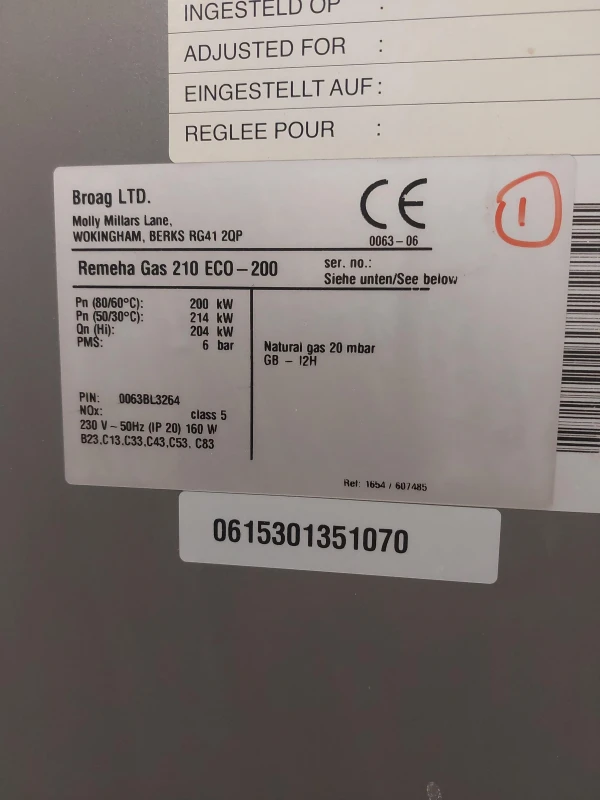 INGESTELD OP :
ADJUSTED FOR :
EINGESTELLT AUF :
REGLEE POUR :
Broag LTD.
Molly Millars Lane,
WOKINGHAM, BERKS RG41 2QP
CE
0063-06
1
Remeha Gas 210 ECO-200
ser. no.:
Siehe unten/See below
Pn (80/60°C): 200 kW
Pn (50/30°C): 214 kW
Qn (Hi): 204 kW
PMS: 6 bar
Natural gas 20 mbar
GB - I2H
PIN: 0063BL3264
NOx: class 5
230 V~50Hz (IP 20) 160 W
B23,C13,C33,C43,C53. C83
Ref: 1654 / 607485
0615301351070